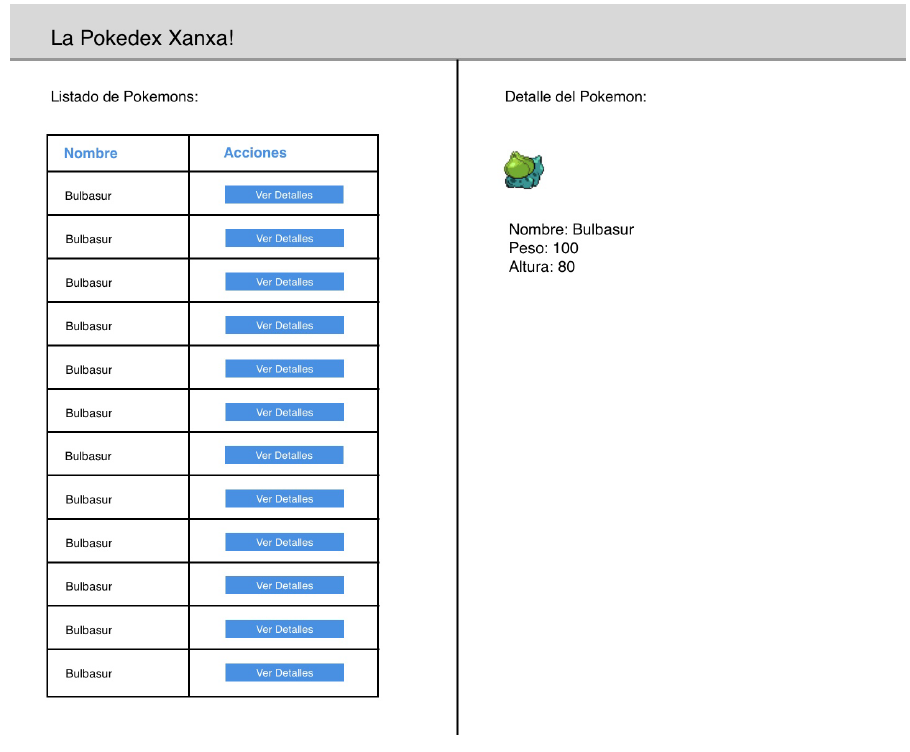 La Pokedex Xanxa!
Listado de Pokemons:
Nombre Acciones
Bulbasur Ver Detalles
Bulbasur Ver Detalles
Bulbasur Ver Detalles
Bulbasur Ver Detalles
Bulbasur Ver Detalles
Bulbasur Ver Detalles
Bulbasur Ver Detalles
Bulbasur Ver Detalles
Bulbasur Ver Detalles
Bulbasur Ver Detalles
Bulbasur Ver Detalles
Bulbasur Ver Detalles
Detalle del Pokemon:
Nombre: Bulbasur
Peso: 100
Altura: 80